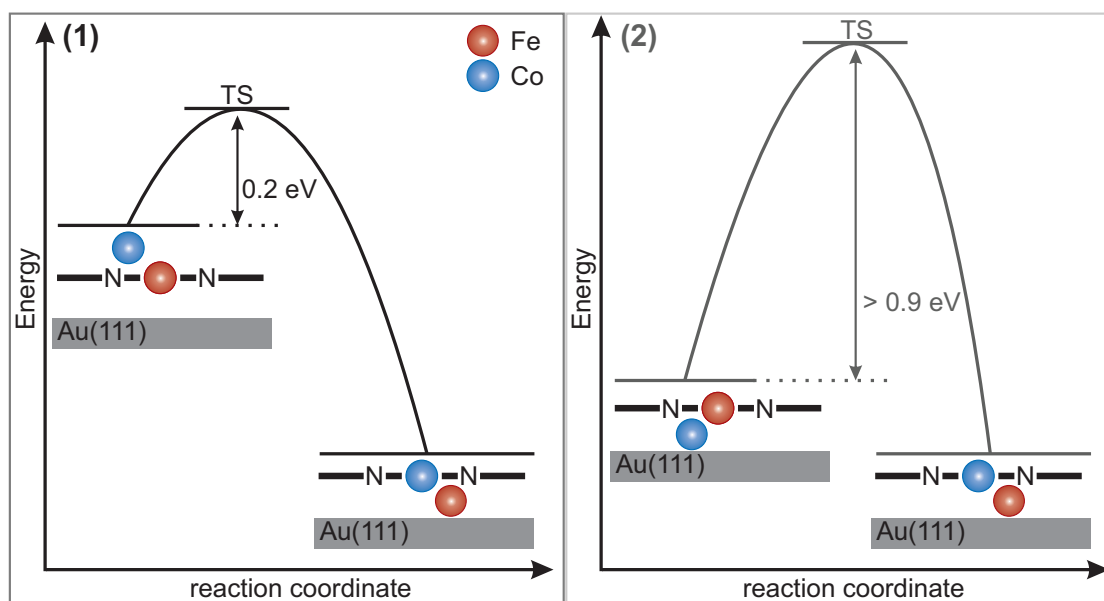 (1)
Fe
Co
TS
0.2 eV
N N
Au(111)
N N
Au(111)
Energy
reaction coordinate
(2)
TS
> 0.9 eV
N N
Au(111)
N N
Au(111)
Energy
reaction coordinate